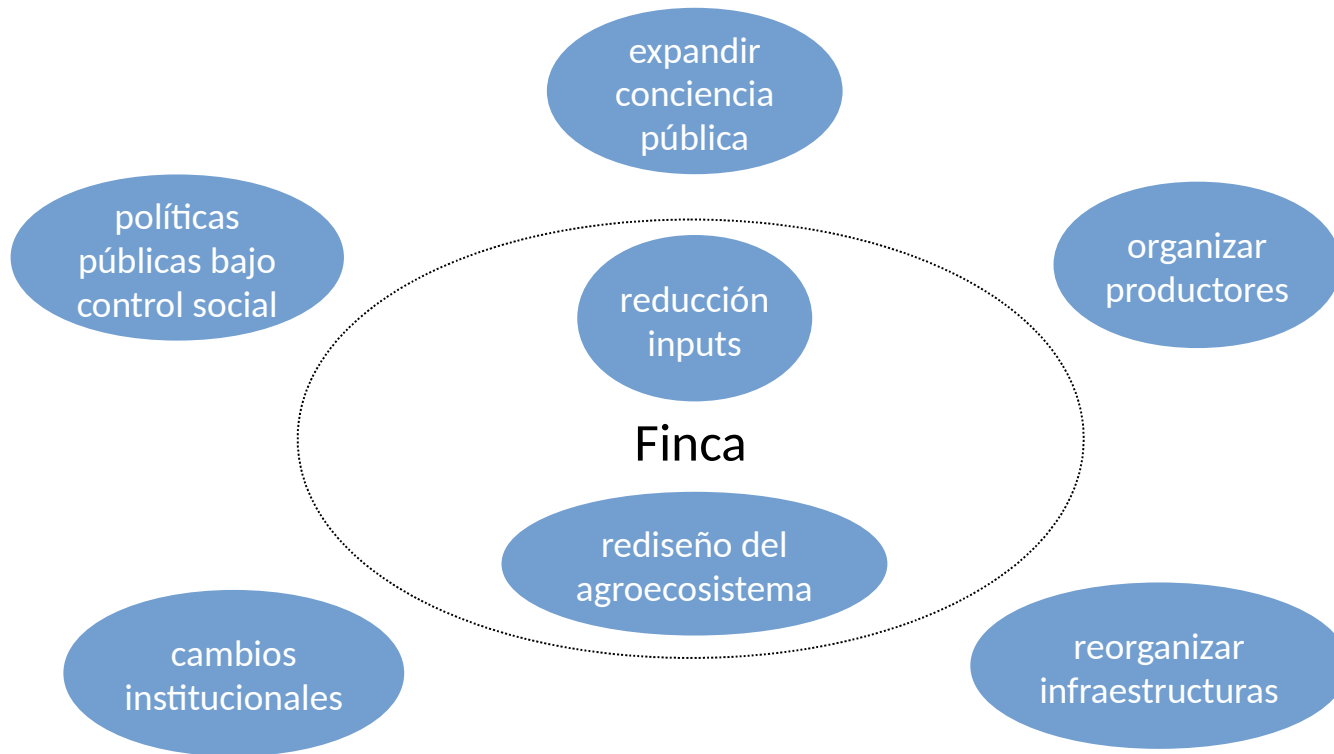 expandir
conciencia
pública
políticas
públicas bajo
control social
organizar
productores
reducción
inputs
Finca
rediseño del
agroecosistema
cambios
institucionales
reorganizar
infraestructuras